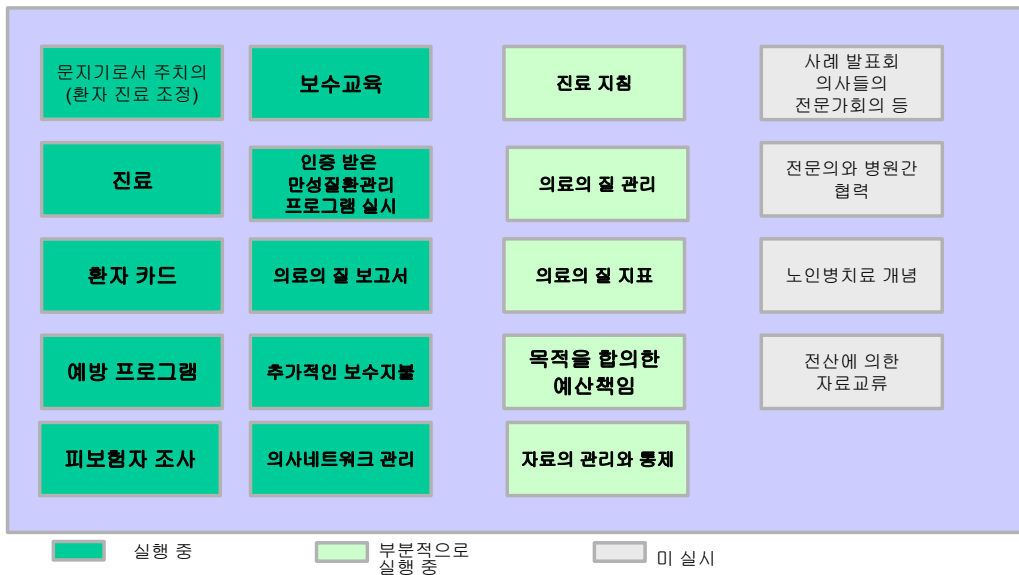 문지기로서 주치의
(환자 진료 조정)
보수교육
진료 지침
사례 발표회
의사들의
전문가회의 등
진료
인증 받은
만성질환관리
프로그램 실시
의료의 질 관리
전문의와 병원간
협력
환자 카드
의료의 질 보고서
의료의 질 지표
노인병치료 개념
예방 프로그램
추가적인 보수지불
목적을 합의한
예산책임
전산에 의한
자료교류
피보험자 조사
의사네트워크 관리
자료의 관리와 통제
실행 중
부분적으로
실행 중
미 실시